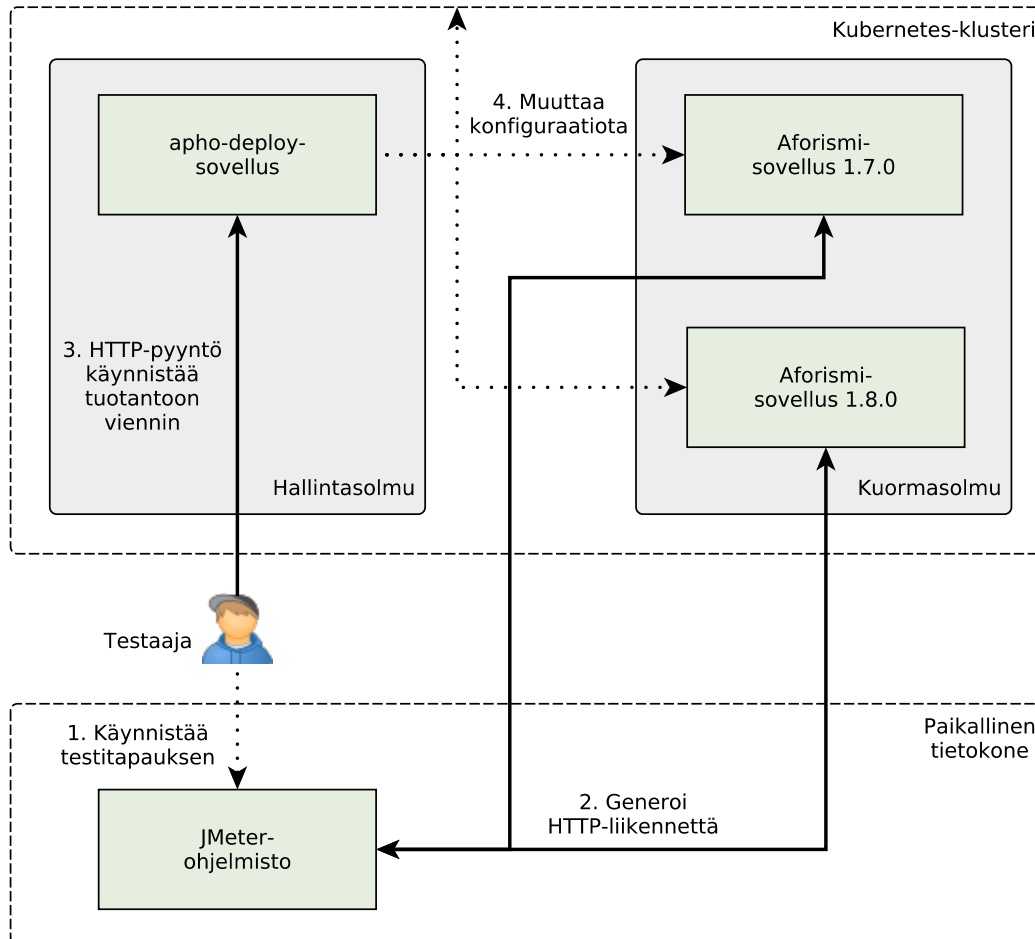 Kubernetes-klusteri
apho-deploy-
sovellus
4. Muuttaa
konfiguraatiota
Aforismi-
sovellus 1.7.0
3. HTTP-pyyntö
käynnistää
tuotantoon
viennin
Aforismi-
sovellus 1.8.0
Hallintasolmu
Kuormasolmu
Testaaja
1. Käynnistää
testitapauksen
Paikallinen
tietokone
2. Generoi
HTTP-liikennettä
JMeter-
ohjelmisto